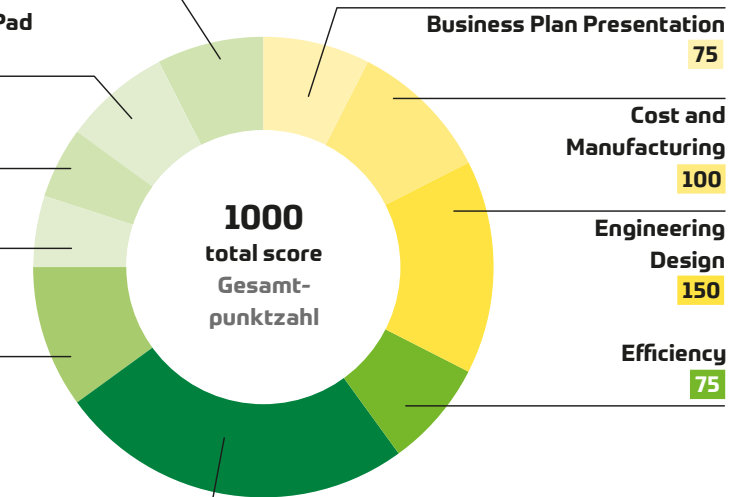 Pad
Business Plan Presentation
75
Cost and
Manufacturing
100
Engineering
Design
150
Efficiency
75
1000
total score
Gesamt-
punktzahl